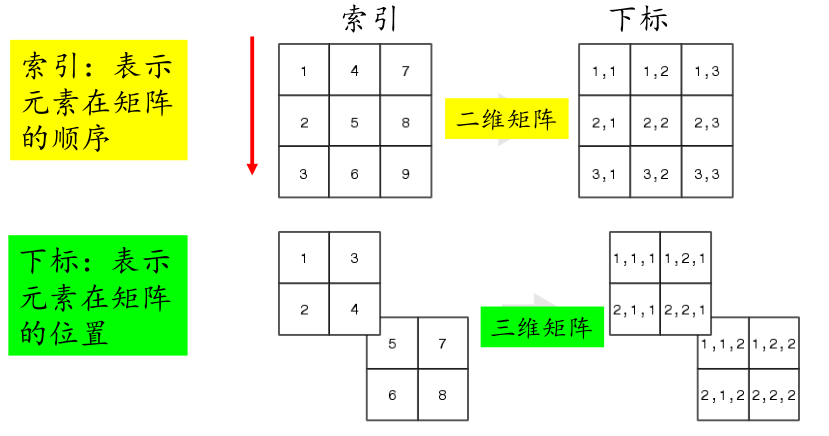 索引
下标
索引：表示
元素在矩阵
的顺序
1 4 7
2 5 8
3 6 9
二维矩阵
1,1 1,2 1,3
2,1 2,2 2,3
3,1 3,2 3,3
下标：表示
元素在矩阵
的位置
1 3
2 4
5 7
6 8
三维矩阵
1,1,1 1,2,1
2,1,1 2,2,1
1,1,2 1,2,2
2,1,2 2,2,2